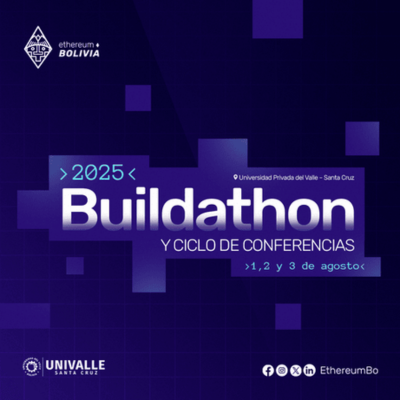 ethereum
BOLIVIA
>2025<
Universidad Privada del Valle - Santa Cruz
Buildathon
Y CICLO DE CONFERENCIAS
>1,2 y 3 de agosto<
UNIVALLE
SANTA CRUZ
EthereumBo